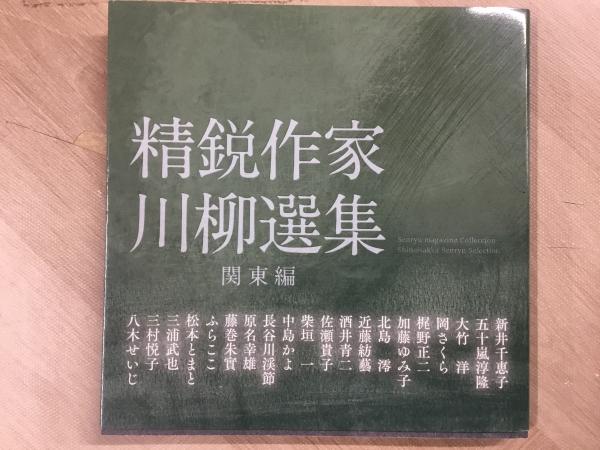 精鋭作家
川柳選集
Senryu magazine Collection
Shinseisakka Senryu Selection
関東編
新井千恵子
五十嵐淳隆
大竹 洋
岡さくら
梶野正二
加藤ゆみ子
北島 澪
近藤紡藝
酒井青二
佐瀬貴子
柴垣 一
中島かよ
長谷川渓節
原名幸雄
藤巻朱實
ふらここ
松本とまと
三浦武也
三村悦子
八木せいじ